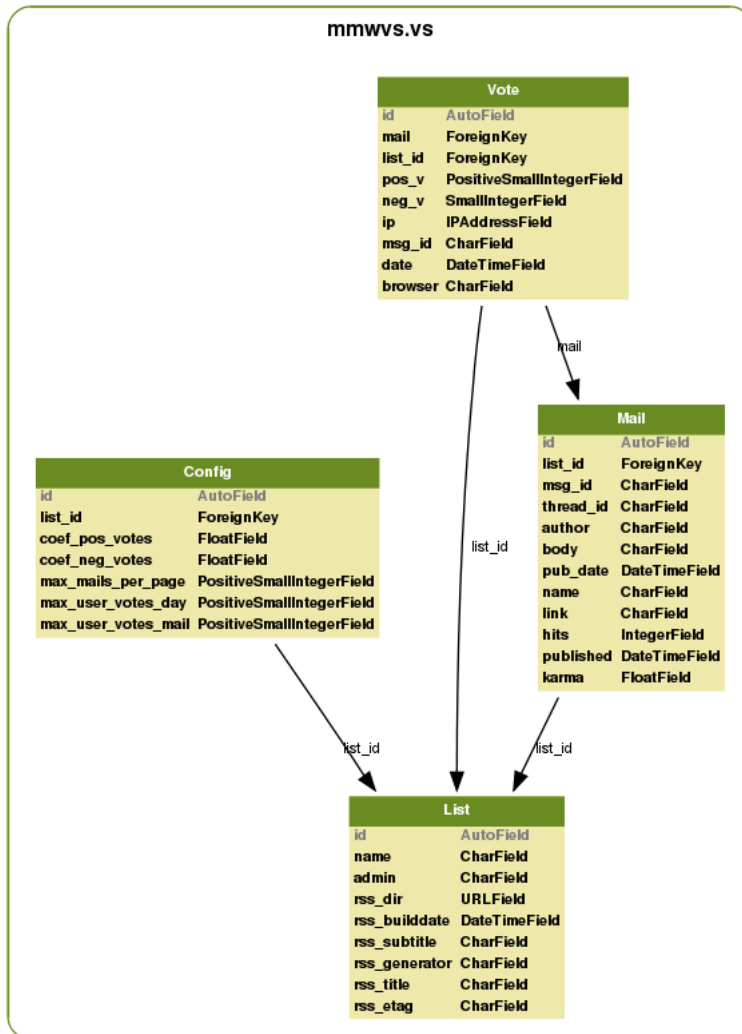 mmwvs.vs
Vote
id AutoField
mail ForeignKey
list_id ForeignKey
pos_v PositiveSmallIntegerField
neg_v SmallIntegerField
ip IPAddressField
msg_id CharField
date DateTimeField
browser CharField
mail
Mail
id AutoField
list_id ForeignKey
msg_id CharField
thread_id CharField
author CharField
body CharField
pub_date DateTimeField
name CharField
link CharField
hits IntegerField
published DateTimeField
karma FloatField
Config
id AutoField
list_id ForeignKey
coef_pos_votes FloatField
coef_neg_votes FloatField
max_mails_per_page PositiveSmallIntegerField
max_user_votes_day PositiveSmallIntegerField
max_user_votes_mail PositiveSmallIntegerField
list_id
list_id
list_id
List
id AutoField
name CharField
admin CharField
rss_dir URLField
rss_builddate DateTimeField
rss_subtitle CharField
rss_generator CharField
rss_title CharField
rss_etag CharField